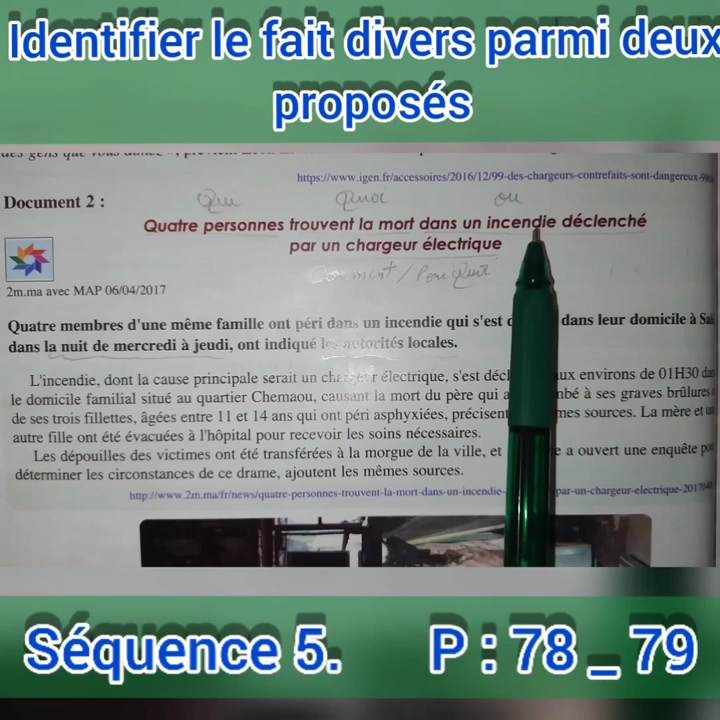 Identifier le fait divers parmi deux
proposés
https://www.igen.fr/accessoires/2016/12/99-des-chargeurs-contrefaits-sont-dangereux-98
Document 2 :
Qui Quoi ou
Quatre personnes trouvent la mort dans un incendie déclenché
par un chargeur électrique
Comment / Pourquoi
2m.ma avec MAP 06/04/2017
Quatre membres d'une même famille ont péri dans un incendie qui s'est dans leur domicile à
dans la nuit de mercredi à jeudi, ont indiqué les autorités locales.
L'incendie, dont la cause principale serait un chargeur électrique, s'est aux environs de 01H30
le domicile familial situé au quartier Chemaou, causant la mort du père qui a à ses graves brûlures
de ses trois fillettes, âgées entre 11 et 14 ans qui ont péri asphyxiées, précisent sources. La mère et
autre fille ont été évacuées à l'hôpital pour recevoir les soins nécessaires.
Les dépouilles des victimes ont été transférées à la morgue de la ville, et a ouvert une enquête
déterminer les circonstances de ce drame, ajoutent les mêmes sources.
http://www.2m.ma/fr/news/quatre-personnes-trouvent-la-mort-dans-un-incendie- par-un-chargeur-electrique-2017
Séquence 5. P : 78 _ 79